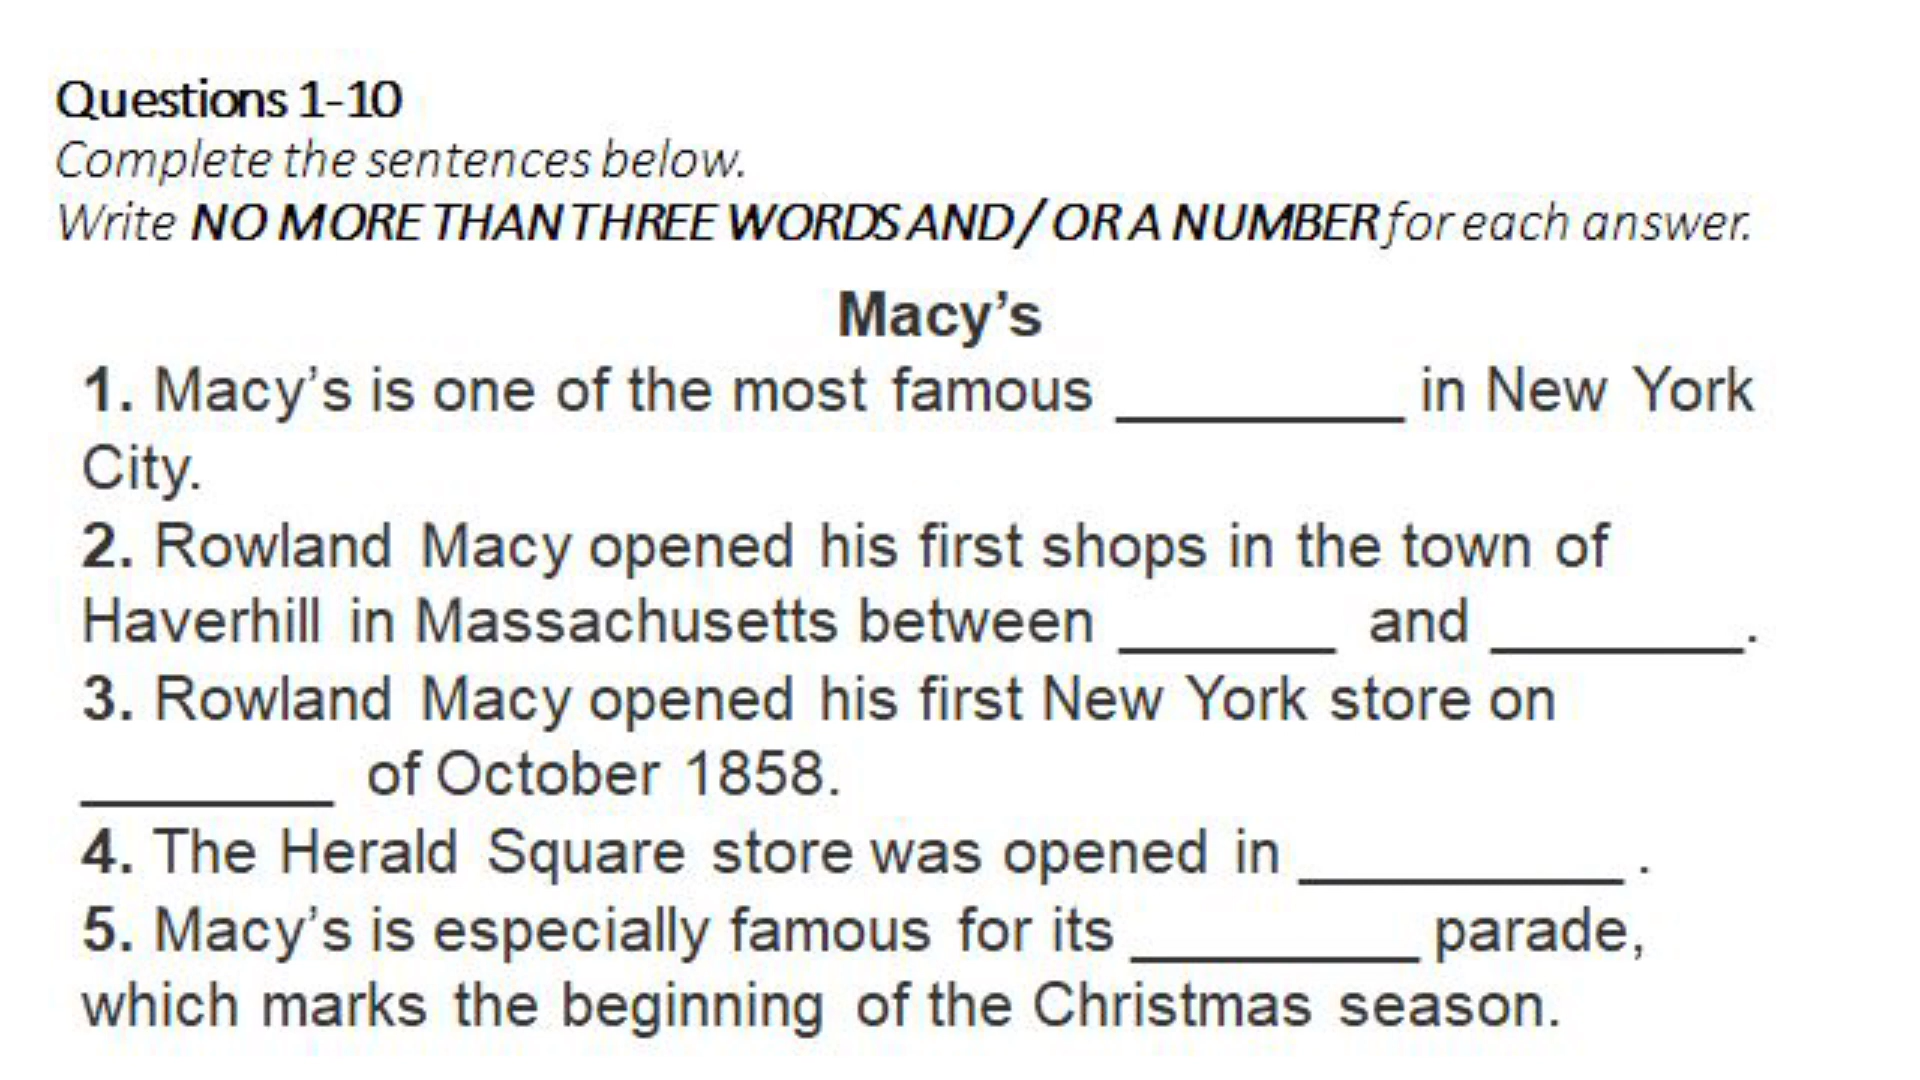 Questions 1-10
Complete the sentences below.
Write NO MORE THAN THREE WORDS AND/ OR A NUMBER for each answer.
Macy’s
1. Macy’s is one of the most famous _________ in New York
City.
2. Rowland Macy opened his first shops in the town of
Haverhill in Massachusetts between _______ and ________.
3. Rowland Macy opened his first New York store on
________ of October 1858.
4. The Herald Square store was opened in __________ .
5. Macy’s is especially famous for its _________ parade,
which marks the beginning of the Christmas season.